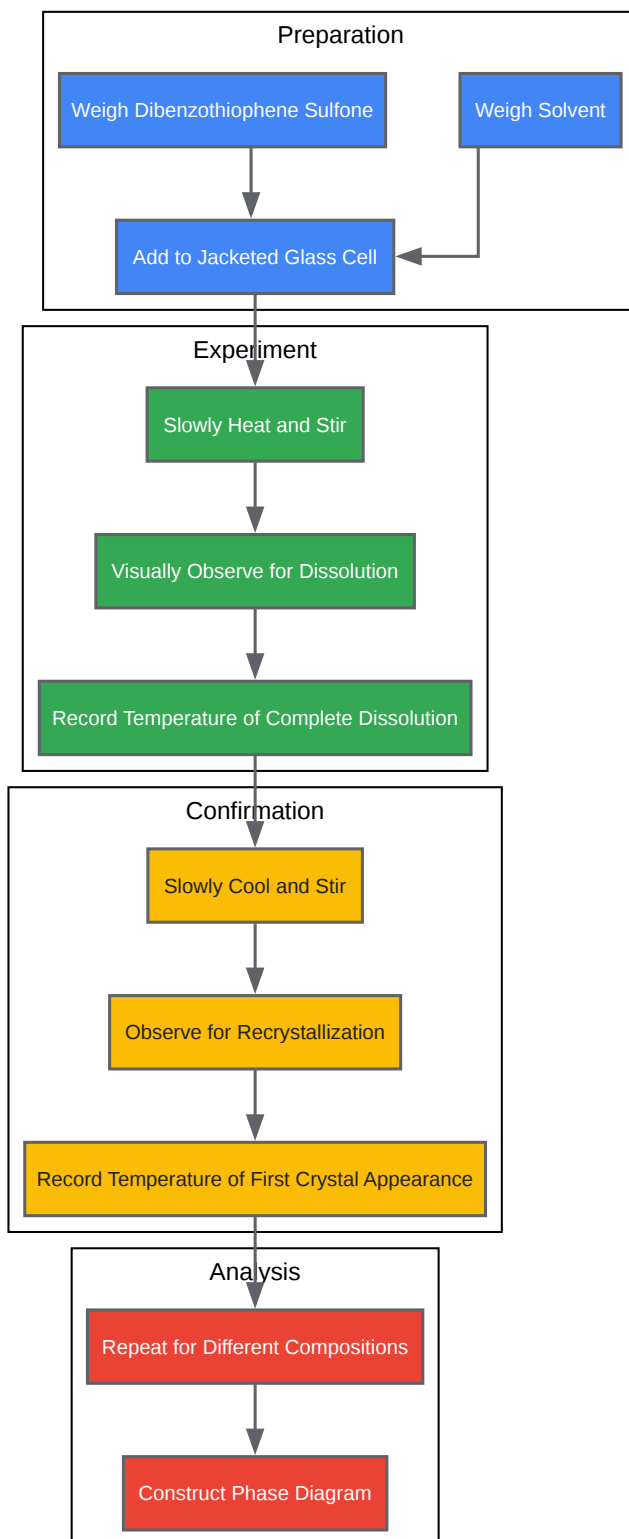 Preparation
Weigh Dibenzothiophene Sulfone
Weigh Solvent
Add to Jacketed Glass Cell
Experiment
Slowly Heat and Stir
Visually Observe for Dissolution
Record Temperature of Complete Dissolution
Confirmation
Slowly Cool and Stir
Observe for Recrystallization
Record Temperature of First Crystal Appearance
Analysis
Repeat for Different Compositions
Construct Phase Diagram